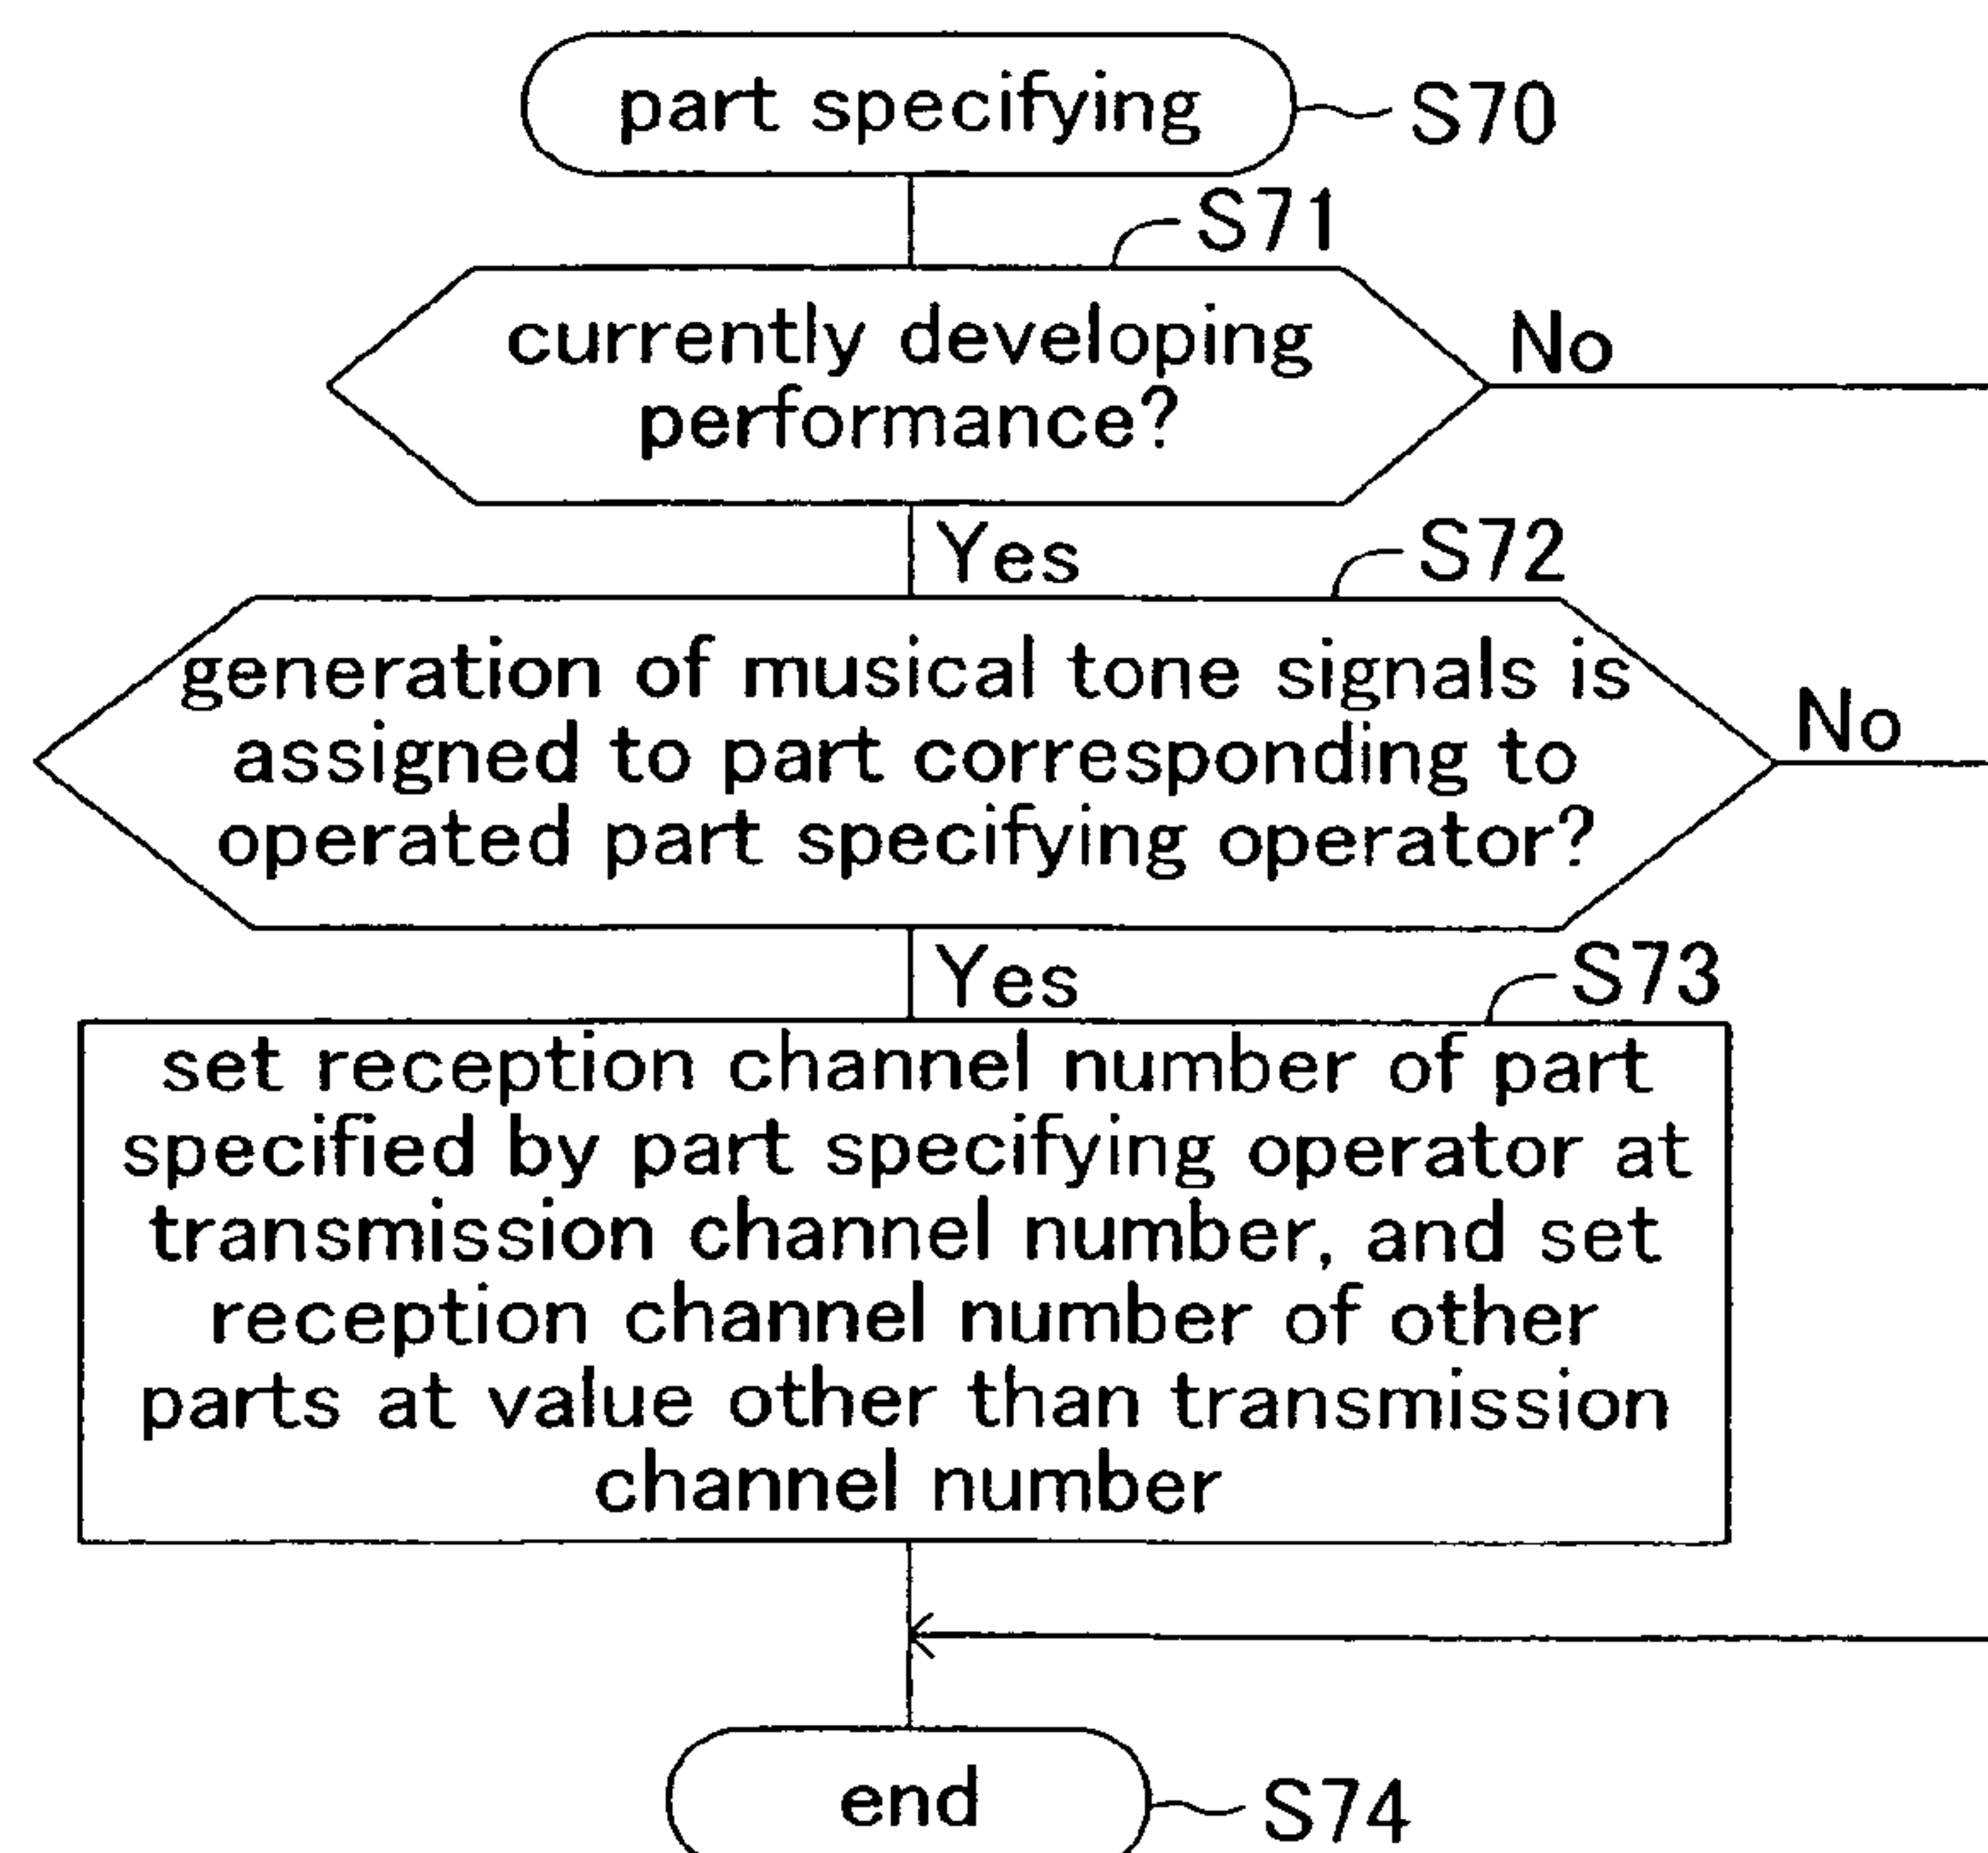 part specifying
S70
S71
currently developing
performance?
No
Yes
S72
generation of musical tone signals is
assigned to part corresponding to
operated part specifying operator?
No
Yes
S73
set reception channel number of part
specified by part specifying operator at
transmission channel number, and set
reception channel number of other
parts at value other than transmission
channel number
end
S74